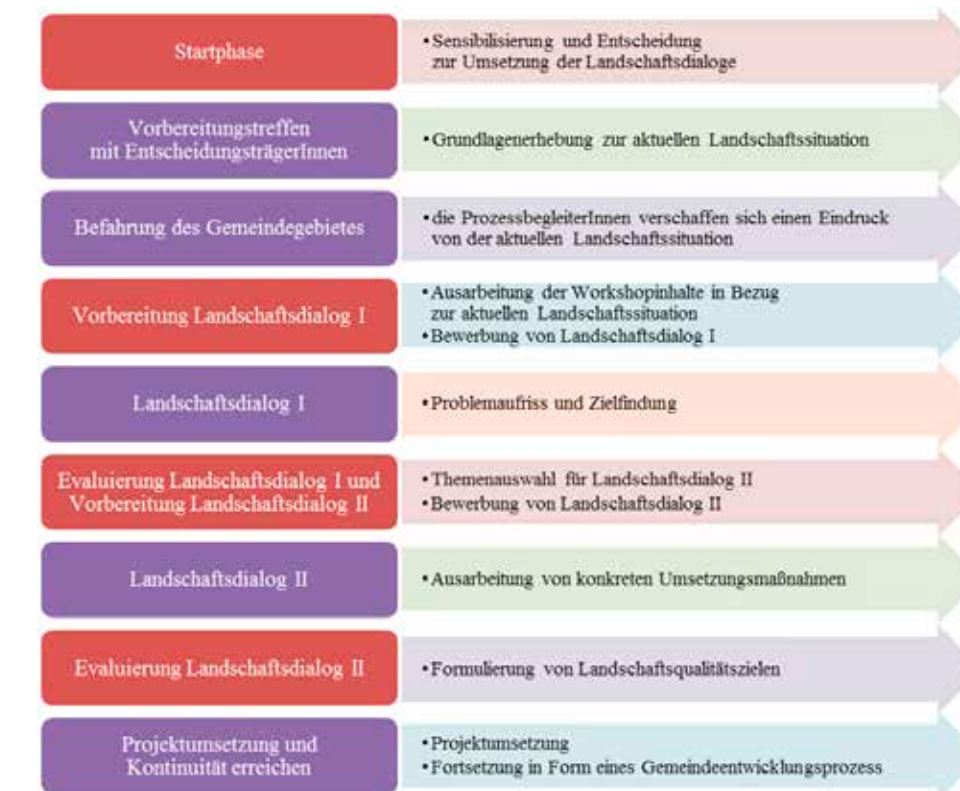 Startphase
• Sensibilisierung und Entscheidung
zur Umsetzung der Landschaftsdialoge
Vorbereitungstreffen
mit EntscheidungsträgerInnen
• Grundlagenerhebung zur aktuellen Landschaftssituation
Befahrung des Gemeindegebietes
• die ProzessbegleiterInnen verschaffen sich einen Eindruck
von der aktuellen Landschaftssituation
Vorbereitung Landschaftsdialog I
• Ausarbeitung der Workshopinhalte in Bezug
zur aktuellen Landschaftssituation
• Bewerbung von Landschaftsdialog I
Landschaftsdialog I
• Problemaufriss und Zielfindung
Evaluierung Landschaftsdialog I und
Vorbereitung Landschaftsdialog II
• Themenauswahl für Landschaftsdialog II
• Bewerbung von Landschaftsdialog II
Landschaftsdialog II
• Ausarbeitung von konkreten Umsetzungsmaßnahmen
Evaluierung Landschaftsdialog II
• Formulierung von Landschaftsqualitätszielen
Projektumsetzung und
Kontinuität erreichen
• Projektumsetzung
• Fortsetzung in Form eines Gemeindeentwicklungsprozess